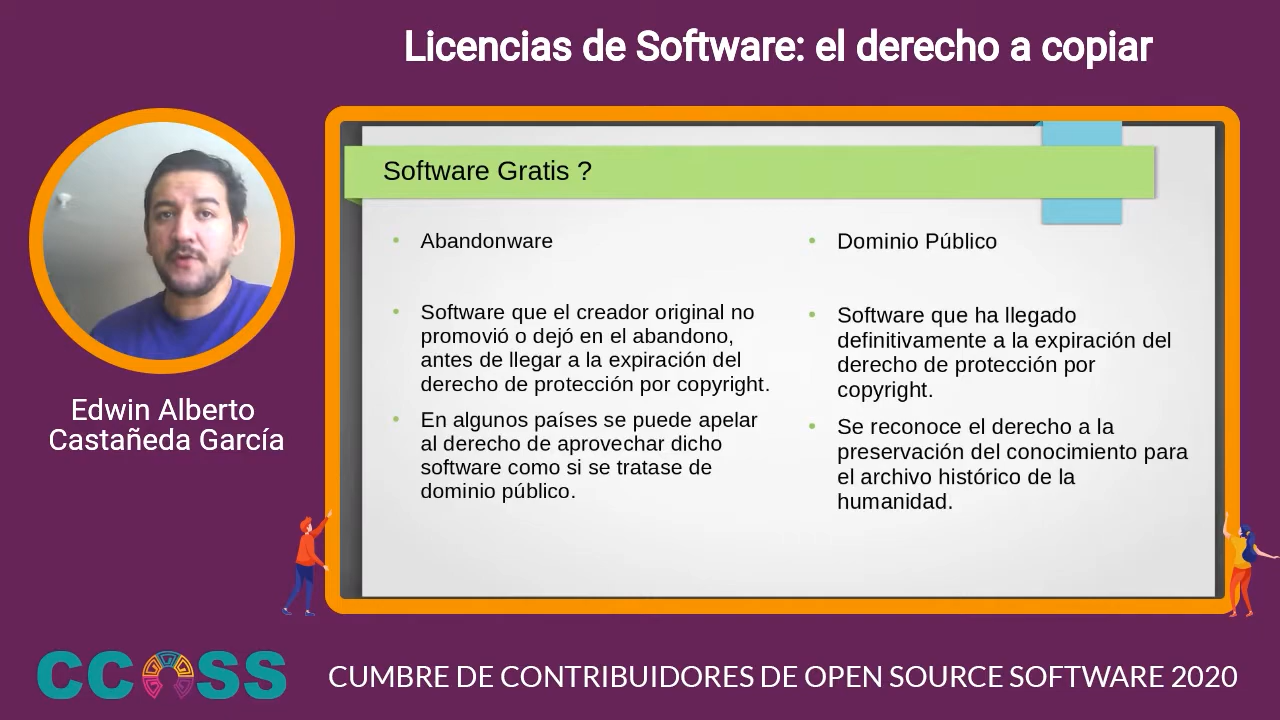 Licencias de Software: el derecho a copiar
Software Gratis ?
Abandonware
Software que el creador original no
promovió o dejó en el abandono,
antes de llegar a la expiración del
derecho de protección por copyright.
En algunos países se puede apelar
al derecho de aprovechar dicho
software como si se tratase de
dominio público.
Dominio Público
Software que ha llegado
definitivamente a la expiración del
derecho de protección por
copyright.
Se reconoce el derecho a la
preservación del conocimiento para
el archivo histórico de la
humanidad.
Edwin Alberto
Castañeda García
CCOSS
CUMBRE DE CONTRIBUIDORES DE OPEN SOURCE SOFTWARE 2020